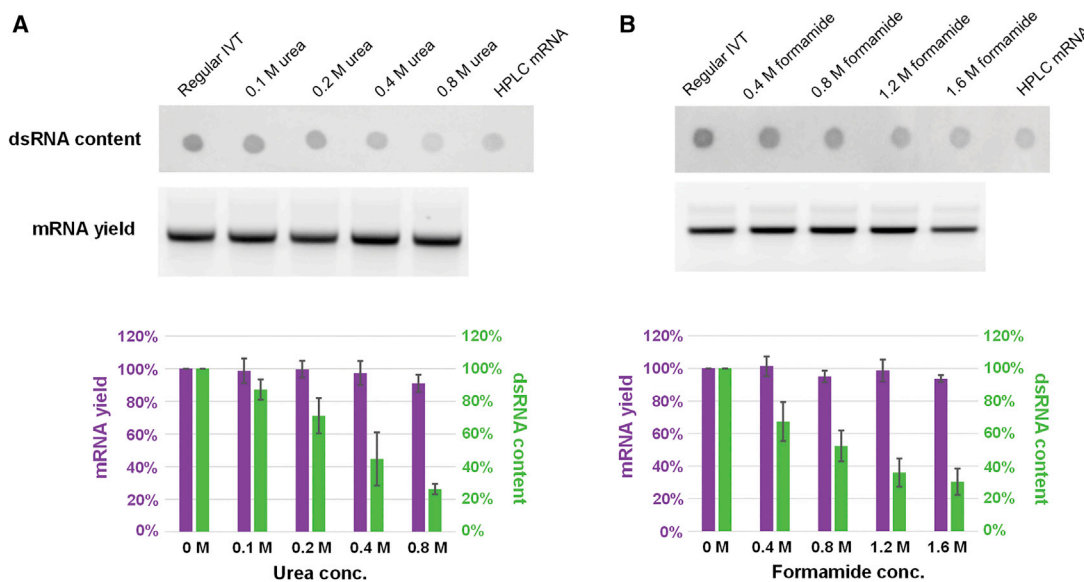 A
Regular IVT
0.1 M urea
0.2 M urea
0.4 M urea
0.8 M urea
HPLC mRNA
dsRNA content
mRNA yield
120%
100%
80%
60%
40%
20%
0%
mRNA yield
120%
100%
80%
60%
40%
20%
0%
dsRNA content
0 M 0.1 M 0.2 M 0.4 M 0.8 M
Urea conc.
B
Regular IVT
0.4 M formamide
0.8 M formamide
1.2 M formamide
1.6 M formamide
HPLC mRNA
120%
100%
80%
60%
40%
20%
0%
mRNA yield
120%
100%
80%
60%
40%
20%
0%
dsRNA content
0 M 0.4 M 0.8 M 1.2 M 1.6 M
Formamide conc.